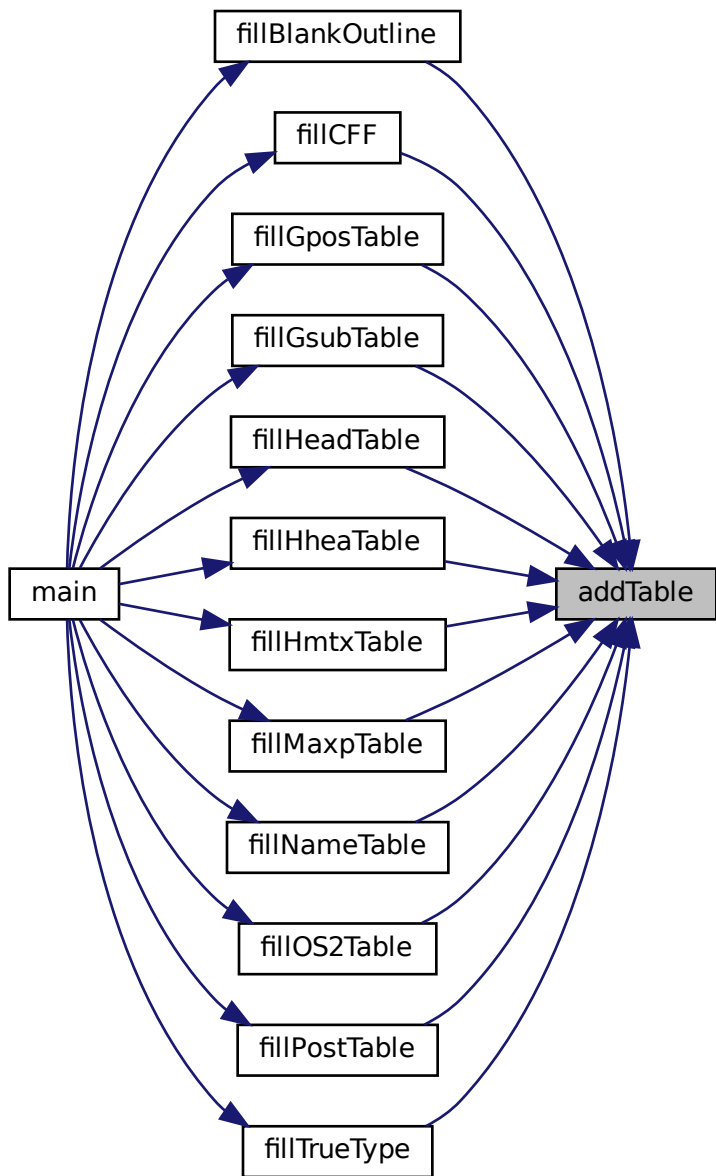 fillBlankOutline
fillCFF
fillGposTable
fillGsubTable
fillHeadTable
fillHheaTable
main
addTable
fillHmtxTable
fillMaxpTable
fillNameTable
fillOS2Table
fillPostTable
fillTrueType